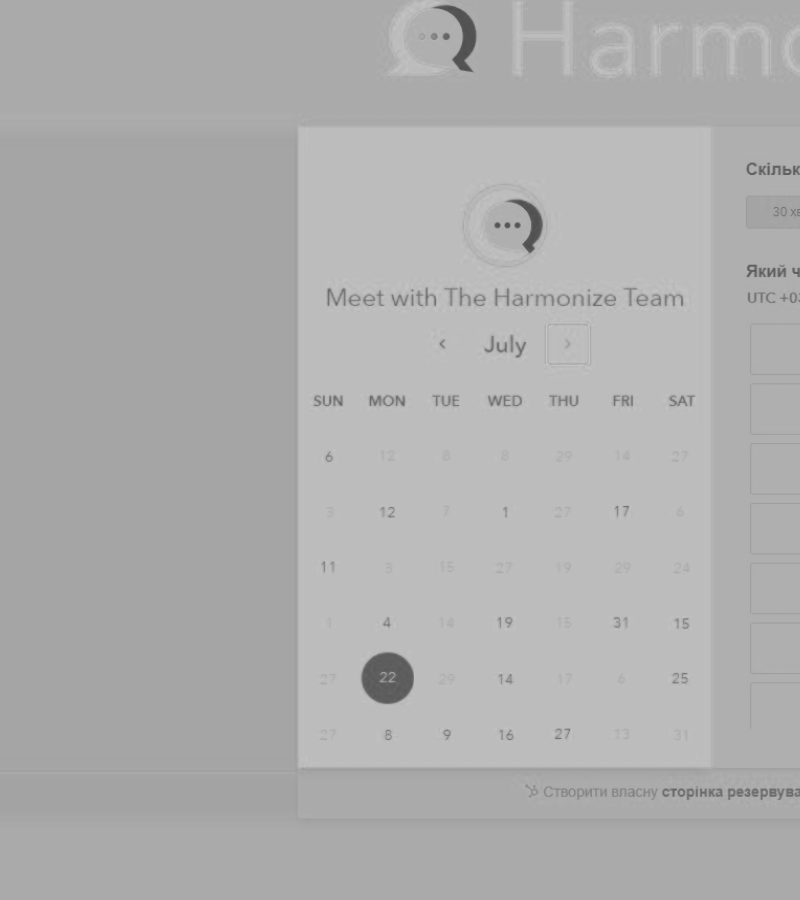 Harmo
Скільк
30 хв
Який ч
Meet with The Harmonize Team
UTC +03
July
SUN MON TUE WED THU FRI SAT
6 12 8 8 29 14 27
3 12 7 1 27 17 6
11 3 15 27 19 29 24
1 4 14 19 15 31 15
27 22 29 14 17 6 25
27 8 9 16 27 13 31
Створити власну сторінка резервува